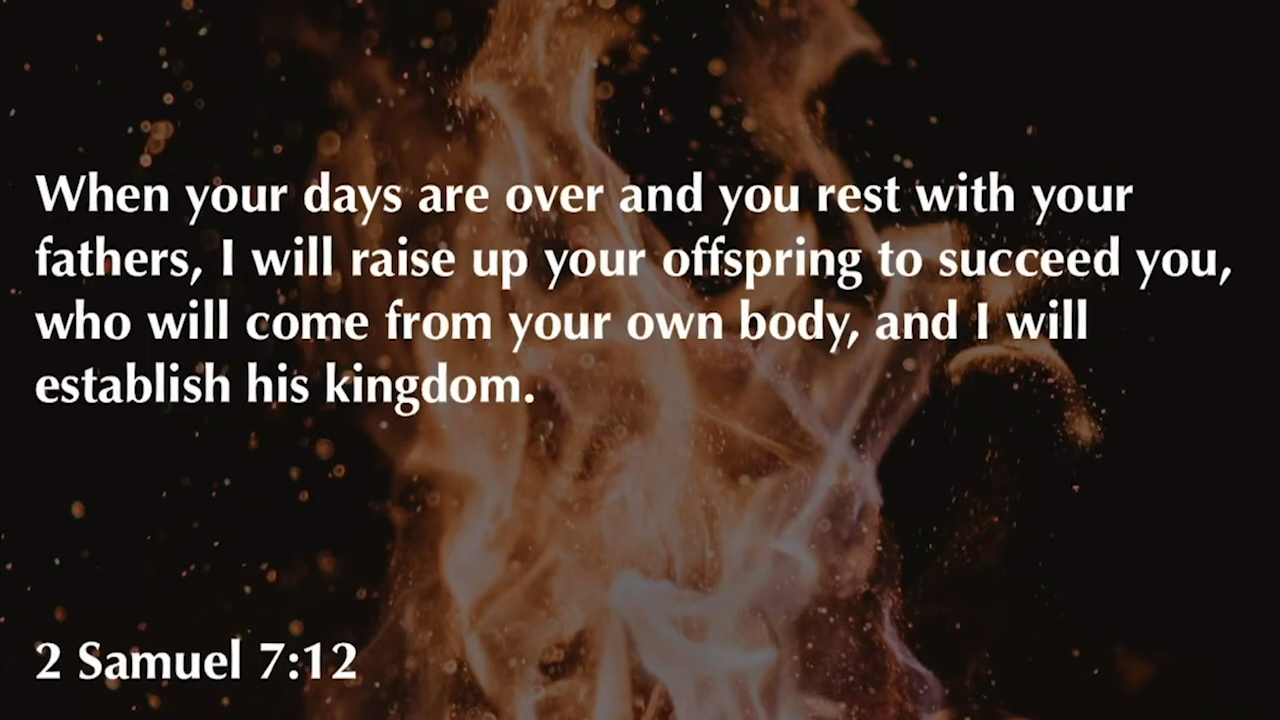 When your days are over and you rest with your
fathers, I will raise up your offspring to succeed you,
who will come from your own body, and I will
establish his kingdom.
2 Samuel 7:12